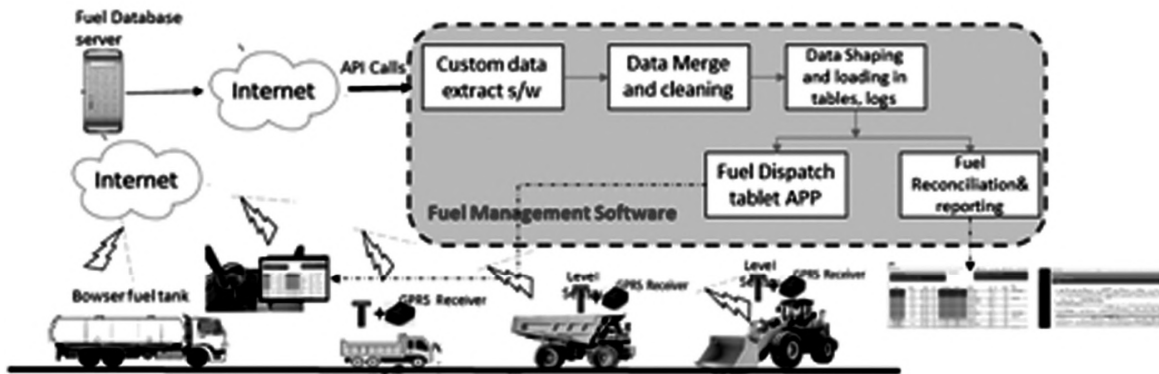 Fuel Database
server
Internet
API Calls
Custom data
extract s/w
Data Merge
and cleaning
Data Shaping
and loading in
tables, logs
Internet
Fuel Dispatch
tablet APP
Fuel
Reconciliation&
reporting
Fuel Management Software
Bowser fuel tank
+GPRS Receiver
Level
GPRS Receiver
Level
GPRS Receiver